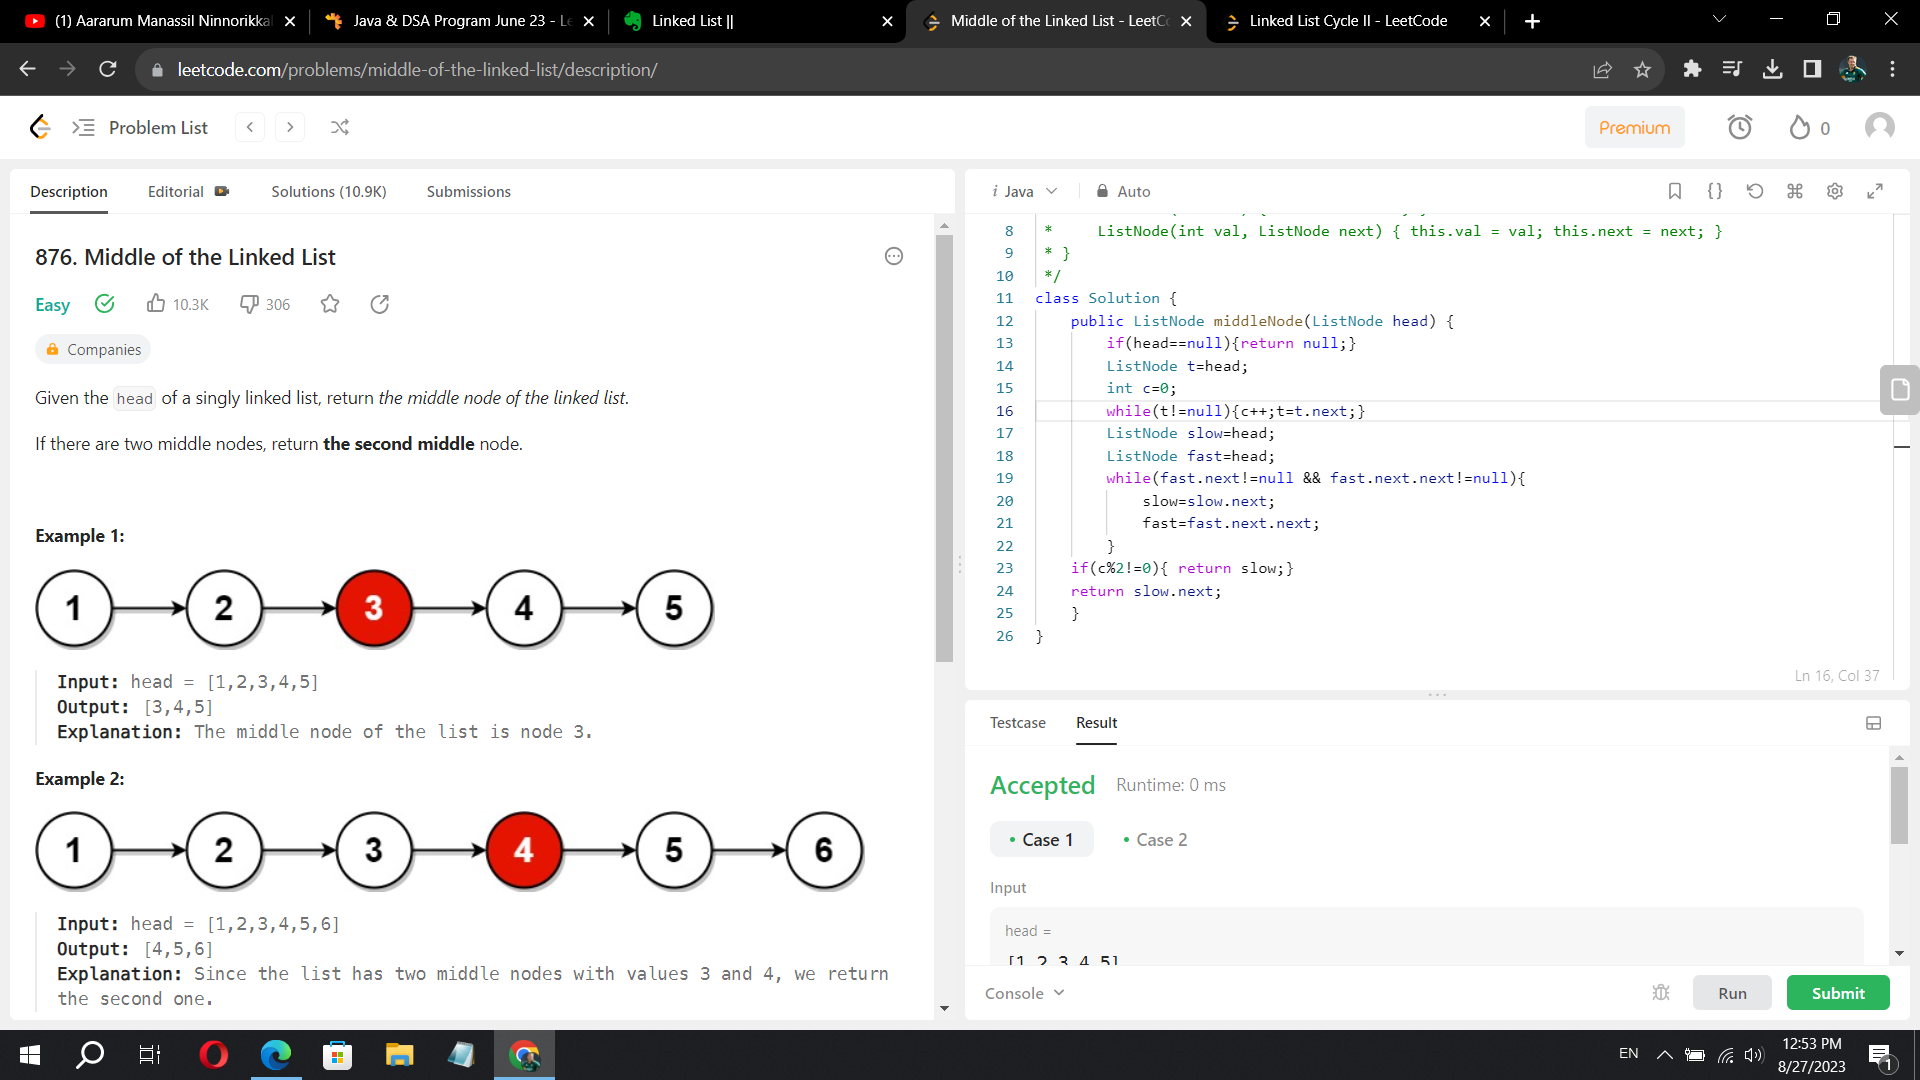 (1) Aararum Manassil Ninnorikkal
Java & DSA Program June 23 - Le
Linked List ||
Middle of the Linked List - LeetCo
Linked List Cycle II - LeetCode
leetcode.com/problems/middle-of-the-linked-list/description/
Problem List
Premium
0
Description
Editorial
Solutions (10.9K)
Submissions
876. Middle of the Linked List
Easy
10.3K
306
Companies
Given the head of a singly linked list, return the middle node of the linked list.
If there are two middle nodes, return the second middle node.
Example 1:
1 2 3 4 5
Input: head = [1,2,3,4,5]
Output: [3,4,5]
Explanation: The middle node of the list is node 3.
Example 2:
1 2 3 4 5 6
Input: head = [1,2,3,4,5,6]
Output: [4,5,6]
Explanation: Since the list has two middle nodes with values 3 and 4, we return
the second one.
i Java
Auto
8 * ListNode(int val, ListNode next) { this.val = val; this.next = next; }
9 * }
10 */
11 class Solution {
12 public ListNode middleNode(ListNode head) {
13 if(head==null){return null;}
14 ListNode t=head;
15 int c=0;
16 while(t!=null){c++;t=t.next;}
17 ListNode slow=head;
18 ListNode fast=head;
19 while(fast.next!=null && fast.next.next!=null){
20 slow=slow.next;
21 fast=fast.next.next;
22 }
23 if(c%2!=0){ return slow;}
24 return slow.next;
25 }
26 }
Ln 16, Col 37
Testcase
Result
Accepted
Runtime: 0 ms
Case 1
Case 2
Input
head =
[1,2,3,4,5]
Console
Run
Submit
EN
12:53 PM
8/27/2023
1